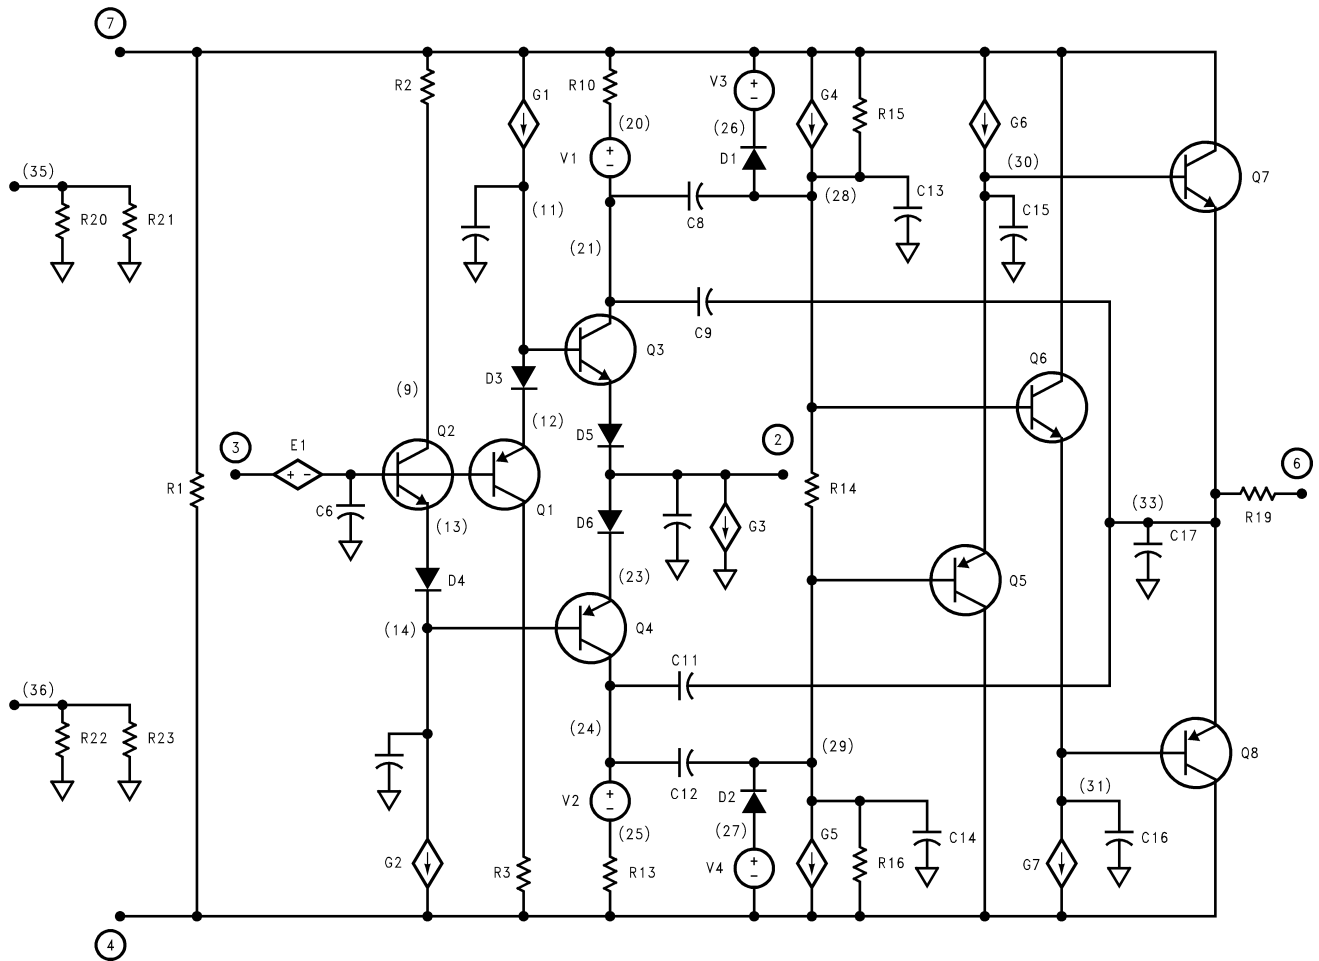 7
R2
G1
R10
(20)
V1
V3
(26)
D1
G4
R15
G6
(30)
Q7
(35)
R20
R21
(11)
(21)
C8
(28)
C13
C15
C9
Q3
D3
Q6
(9)
(12)
Q2
D5
2
3
E1
6
R1
C6
(13)
Q1
D6
G3
R14
(33)
R19
C17
D4
(23)
Q5
(14)
Q4
C11
(36)
R22
R23
(24)
(29)
Q8
V2
C12
D2
(31)
(25)
(27)
G5
C14
C16
G2
R3
R13
V4
R16
G7
4